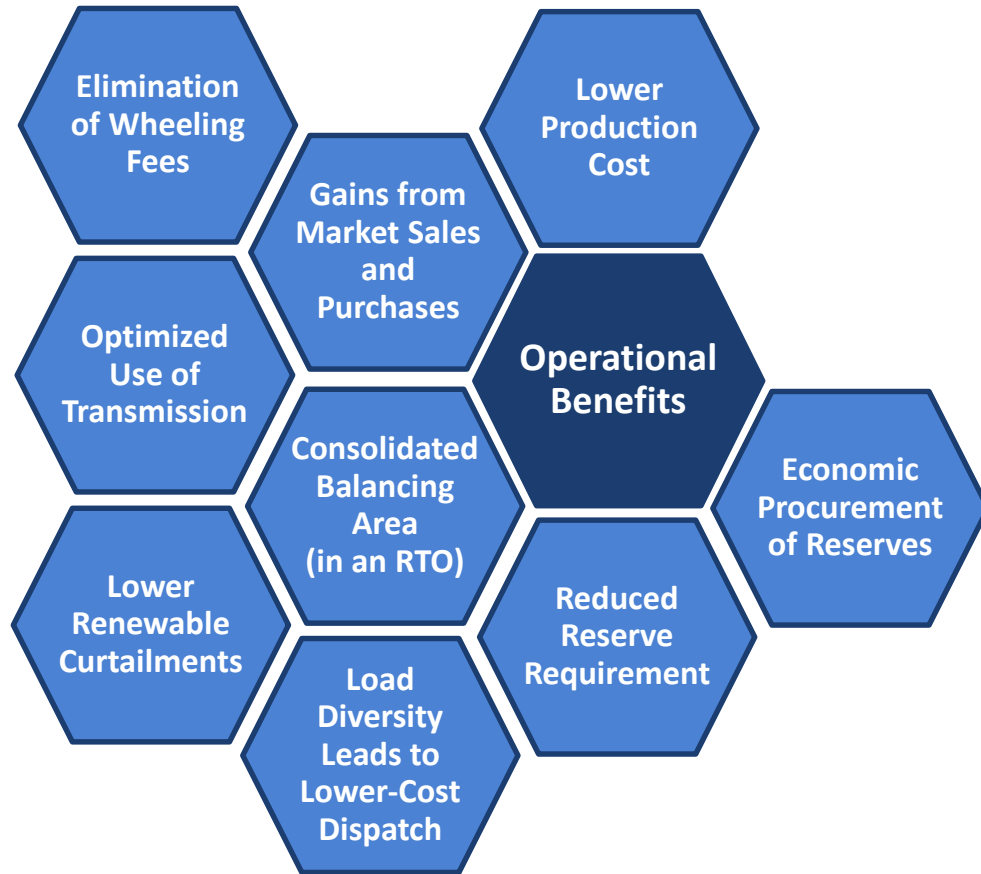 Elimination
of Wheeling
Fees
Lower
Production
Cost
Gains from
Market Sales
and
Purchases
Optimized
Use of
Transmission
Operational
Benefits
Consolidated
Balancing
Area
(in an RTO)
Economic
Procurement
of Reserves
Lower
Renewable
Curtailments
Reduced
Reserve
Requirement
Load
Diversity
Leads to
Lower-Cost
Dispatch